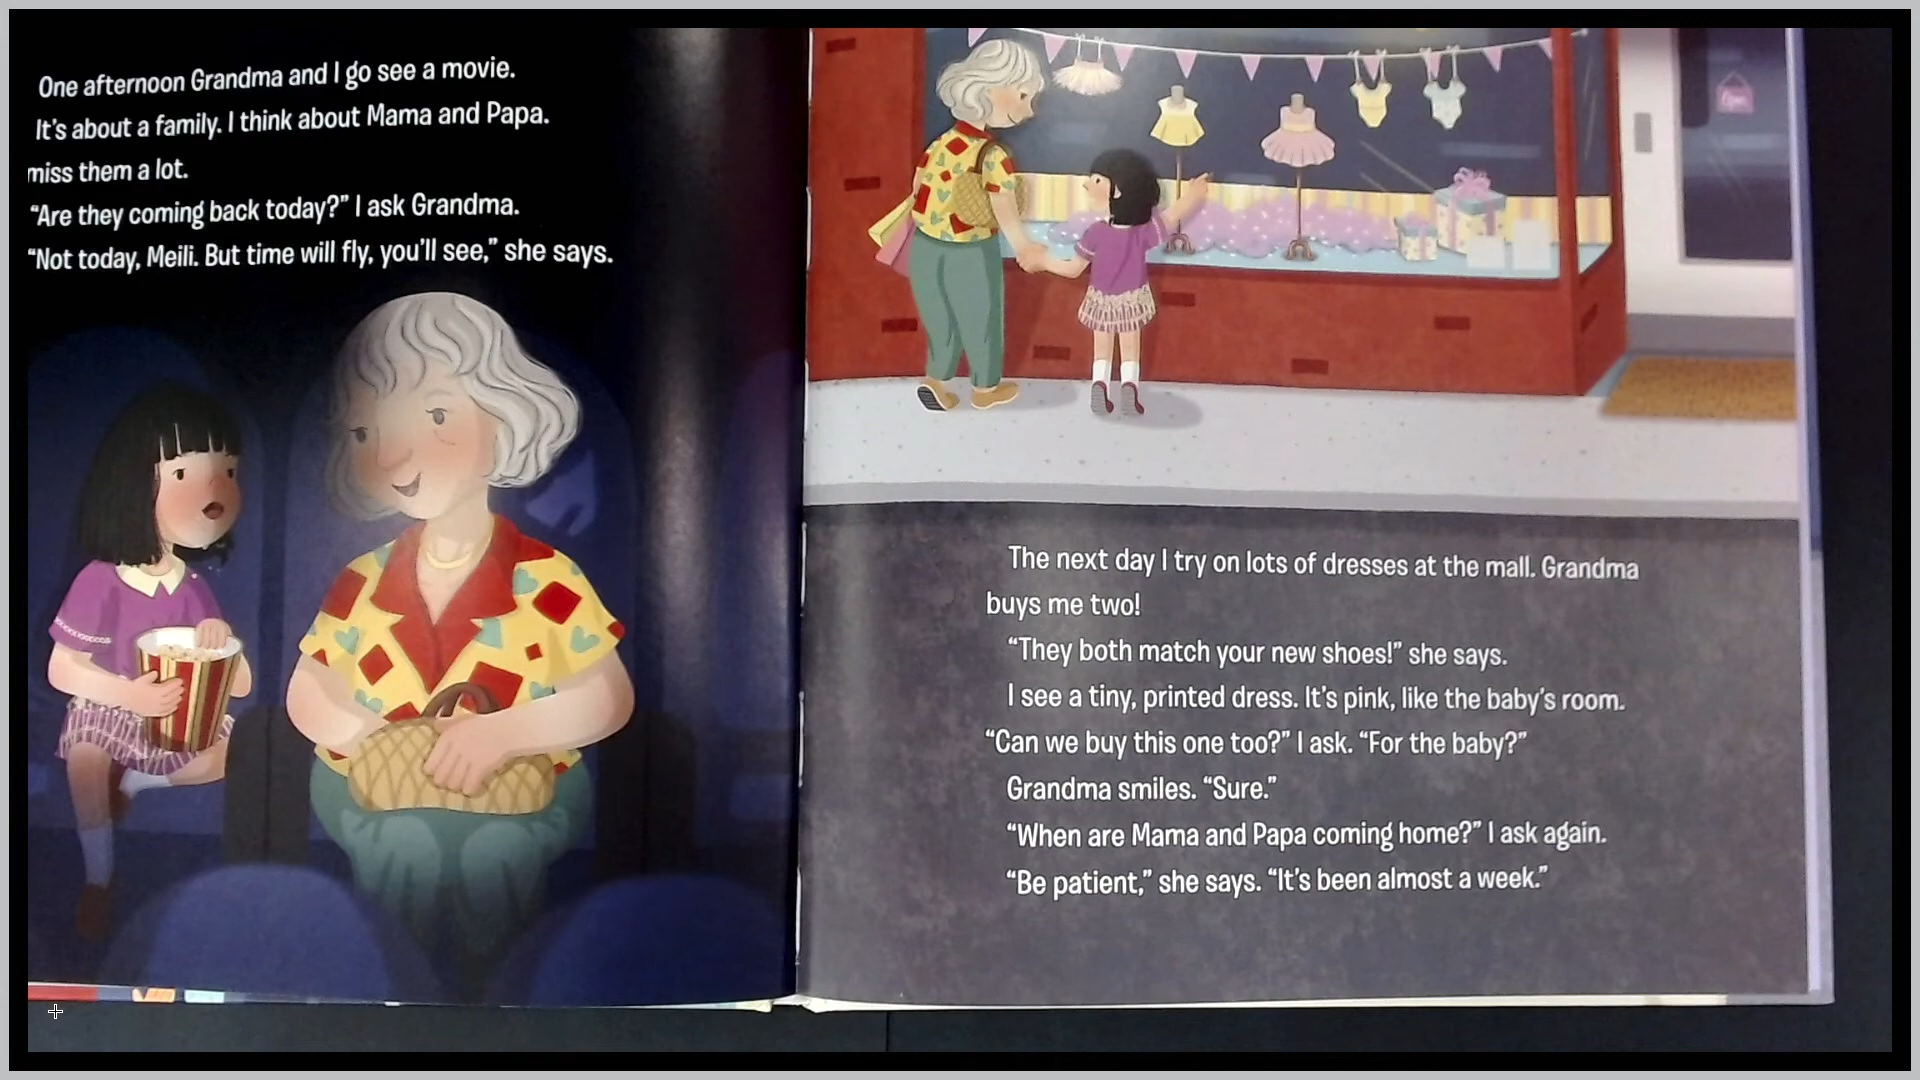 One afternoon Grandma and I go see a movie.
It's about a family. I think about Mama and Papa.
miss them a lot.
“Are they coming back today?” I ask Grandma.
“Not today, Meili. But time will fly, you'll see,” she says.
The next day I try on lots of dresses at the mall. Grandma
buys me two!
“They both match your new shoes!” she says.
I see a tiny, printed dress. It's pink, like the baby's room.
“Can we buy this one too?” I ask. “For the baby?”
Grandma smiles. “Sure.”
“When are Mama and Papa coming home?” I ask again.
“Be patient,” she says. “It's been almost a week.”